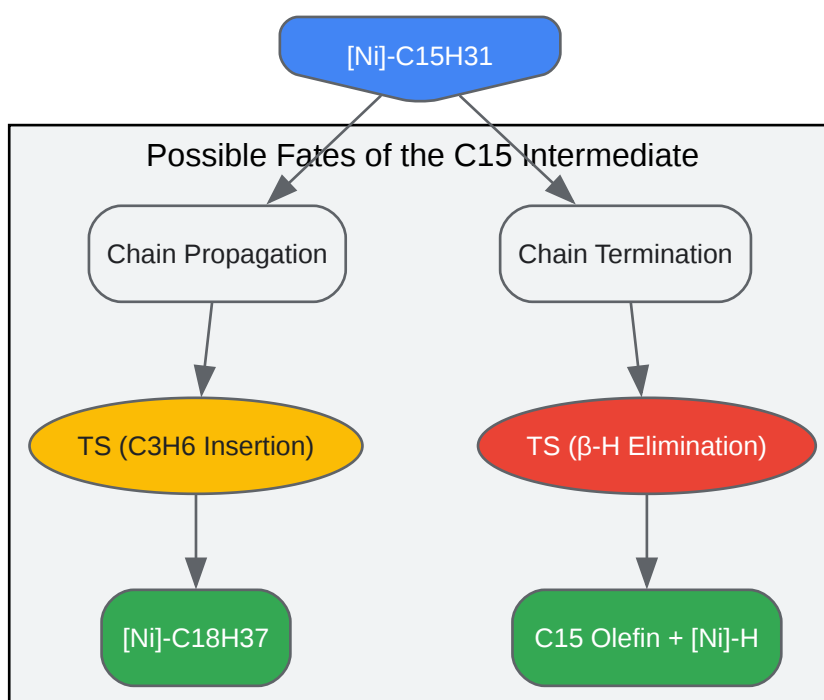 [Ni]-C15H31
Possible Fates of the C15 Intermediate
Chain Propagation
Chain Termination
TS (C3H6 Insertion)
TS (β-H Elimination)
[Ni]-C18H37
C15 Olefin + [Ni]-H